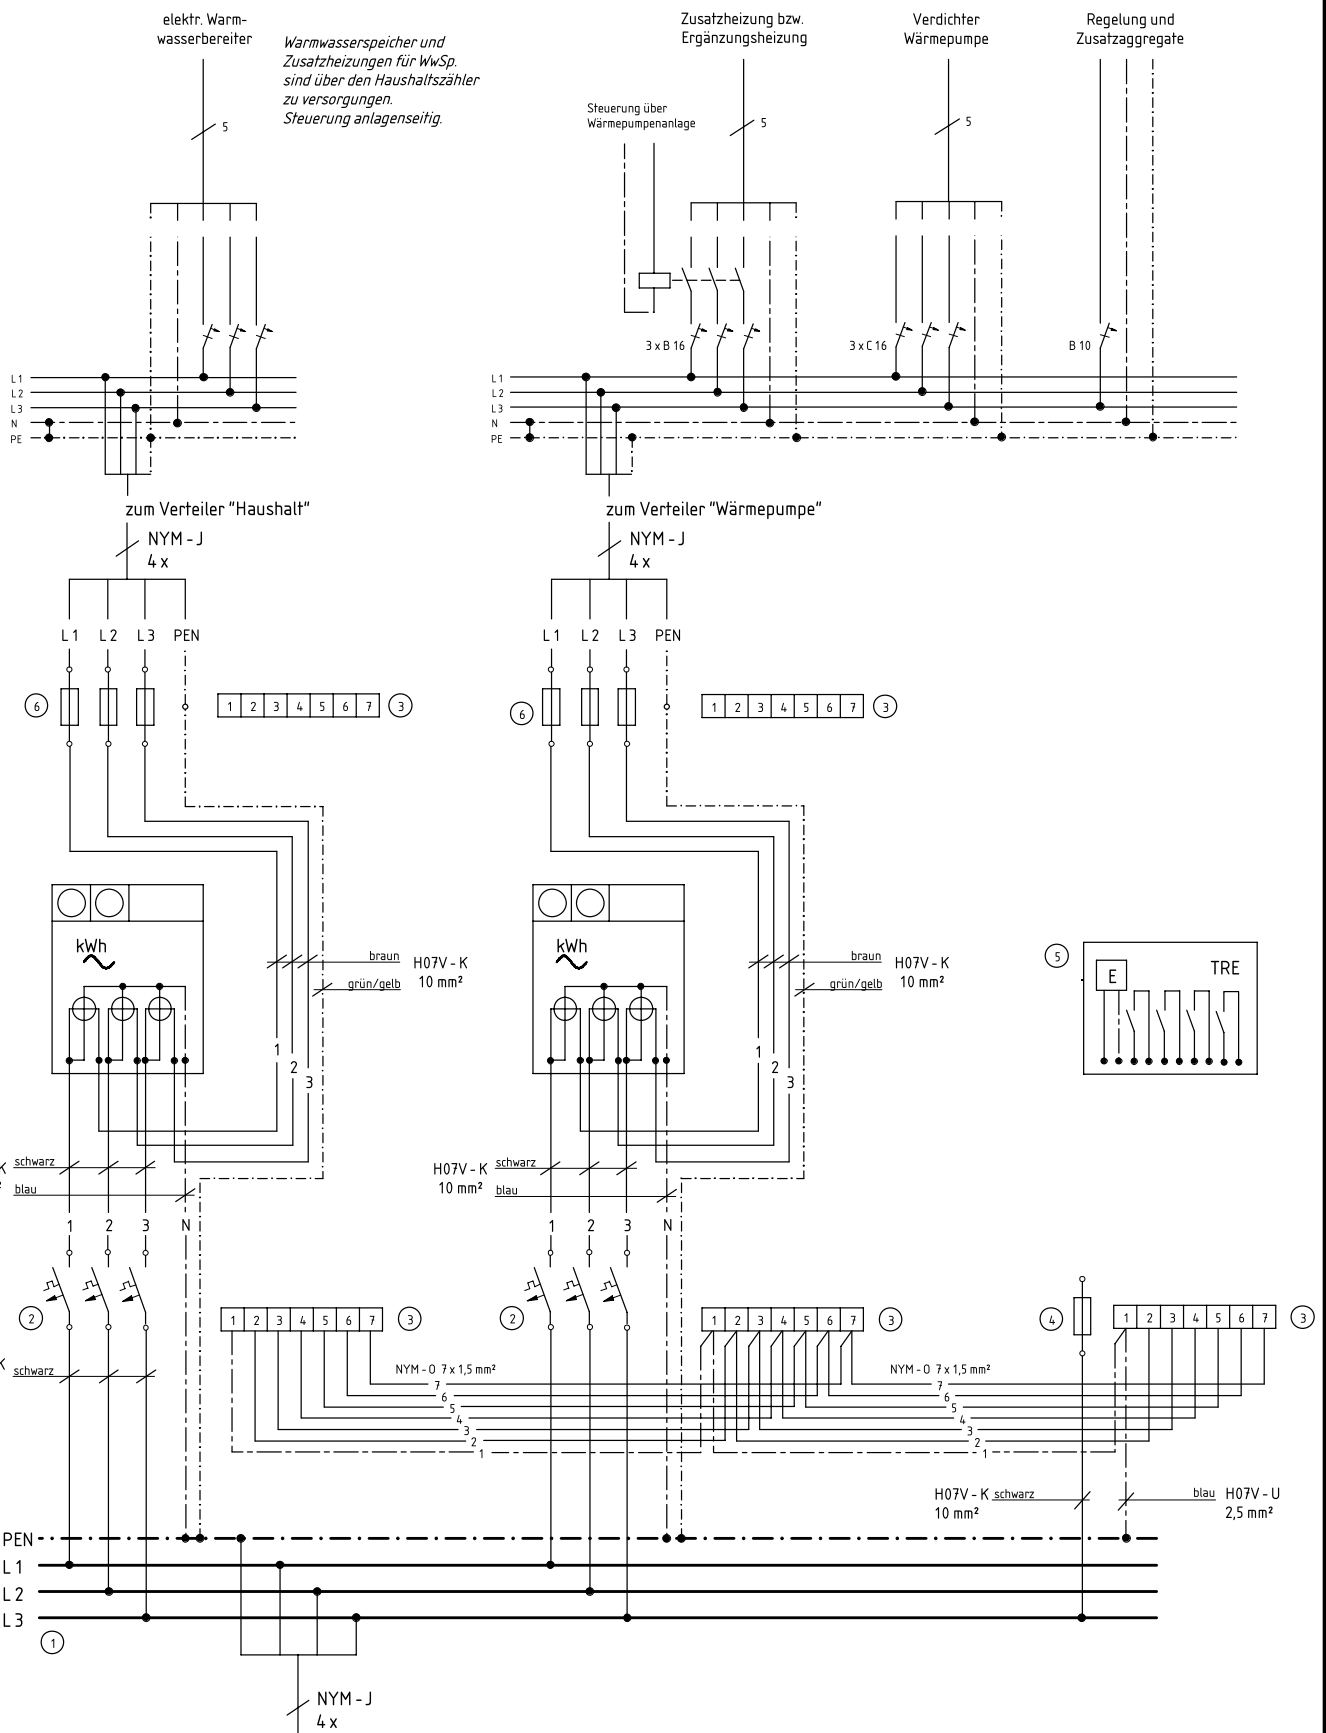 elektr. Warm-
wasserbereiter
Warmwasserspeicher und
Zusatzheizungen für WwSp.
sind über den Haushaltszähler
zu versorgungen.
Steuerung anlagenseitig.
Zusatzheizung bzw.
Ergänzungsheizung
Verdichter
Wärmepumpe
Regelung und
Zusatzaggregate
Steuerung über
Wärmepumpenanlage
5
5
5
3 x B 16
3 x C 16
B 10
L1
L2
L3
N
PE
L1
L2
L3
N
PE
zum Verteiler "Haushalt"
zum Verteiler "Wärmepumpe"
NYM - J
4 x
NYM - J
4 x
L1 L2 L3 PEN
L1 L2 L3 PEN
6
1 2 3 4 5 6 7
3
6
1 2 3 4 5 6 7
3
kWh
braun
H07V - K
grün/gelb
10 mm²
kWh
braun
H07V - K
grün/gelb
10 mm²
5
E
TRE
1
2
3
1
2
3
K
schwarz
²
blau
H07V - K
schwarz
10 mm²
blau
1 2 3 N
1 2 3 N
2
1 2 3 4 5 6 7
3
2
1 2 3 4 5 6 7
3
4
1 2 3 4 5 6 7
3
K
schwarz
NYM - O 7 x 1,5 mm²
7
6
5
4
3
2
1
NYM - O 7 x 1,5 mm²
7
6
5
4
3
2
1
H07V - K
schwarz
10 mm²
blau
H07V - U
2,5 mm²
PEN
L1
L2
L3
1
NYM - J
4 x